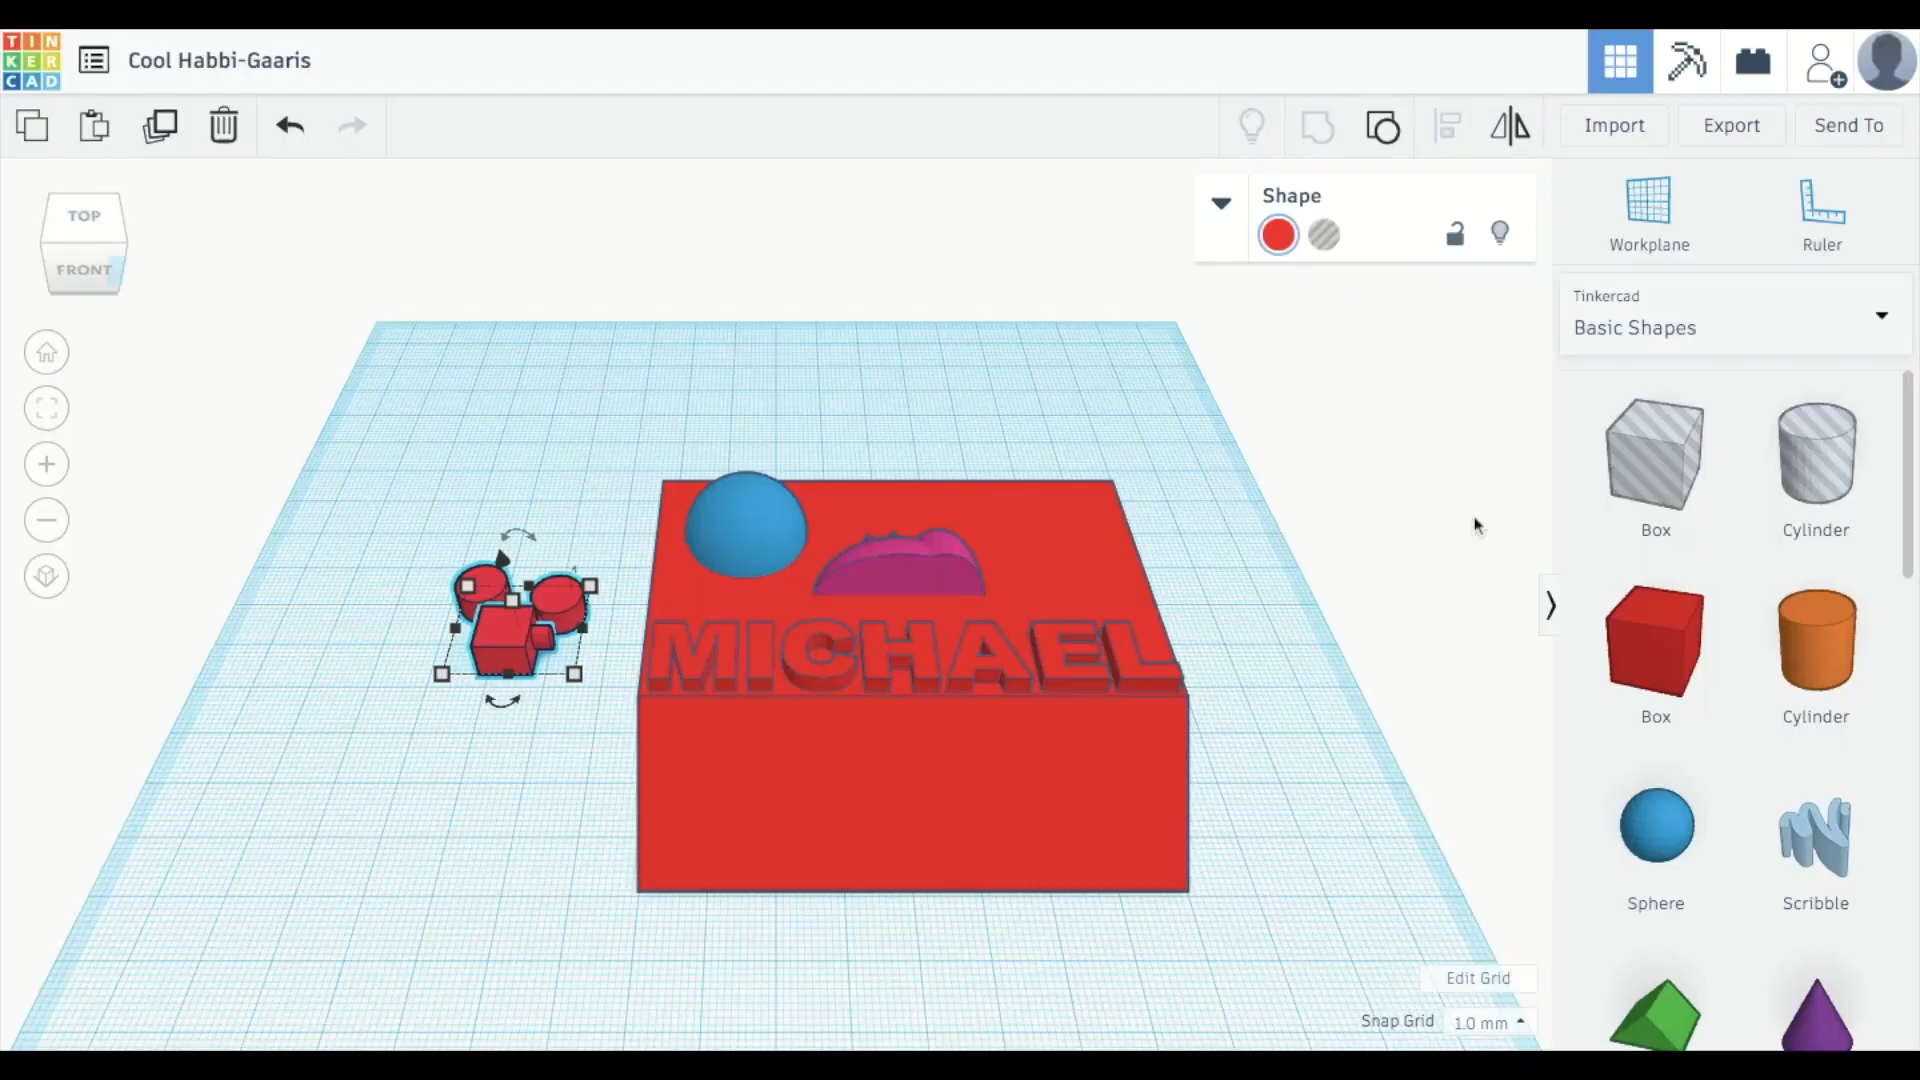 TIN
KER
CAD
Cool Habbi-Gaaris
Import
Export
Send To
TOP
FRONT
Shape
Workplane
Ruler
Tinkercad
Basic Shapes
Box
Cylinder
MICHAEL
Box
Cylinder
Sphere
Scribble
Edit Grid
Snap Grid
1.0 mm